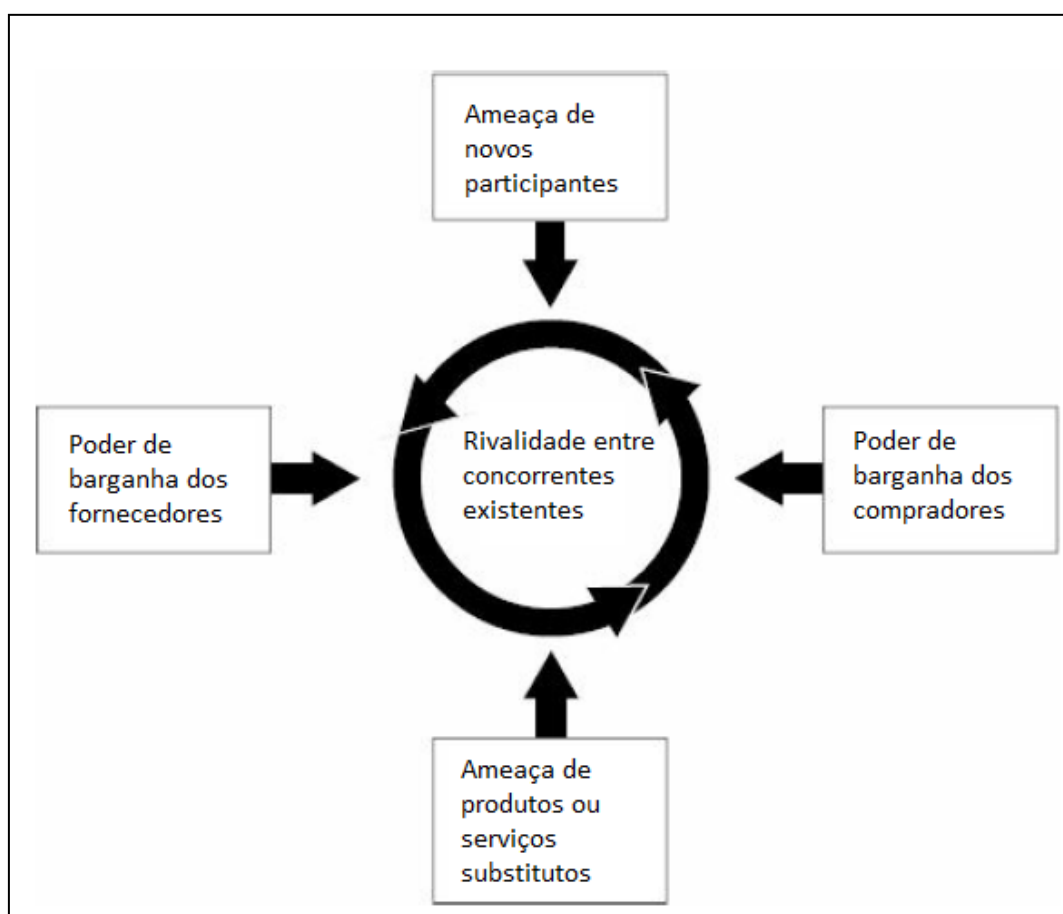 Ameaça de
novos
participantes
Poder de
barganha dos
fornecedores
Rivalidade entre
concorrentes
existentes
Poder de
barganha dos
compradores
Ameaça de
produtos ou
serviços
substitutos